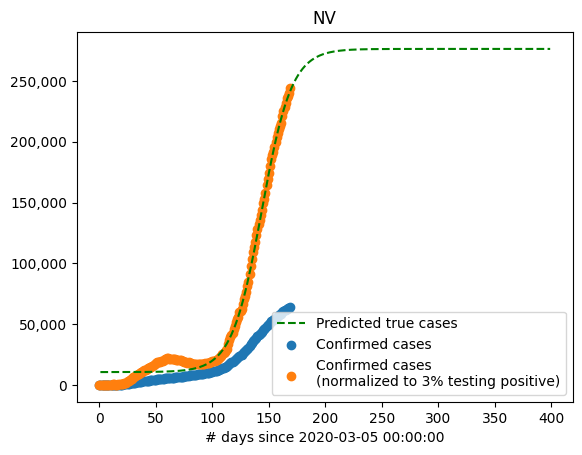 NV
250,000
200,000
150,000
100,000
50,000
0
Predicted true cases
Confirmed cases
Confirmed cases
(normalized to 3% testing positive)
0 50 100 150 200 250 300 350 400
# days since 2020-03-05 00:00:00